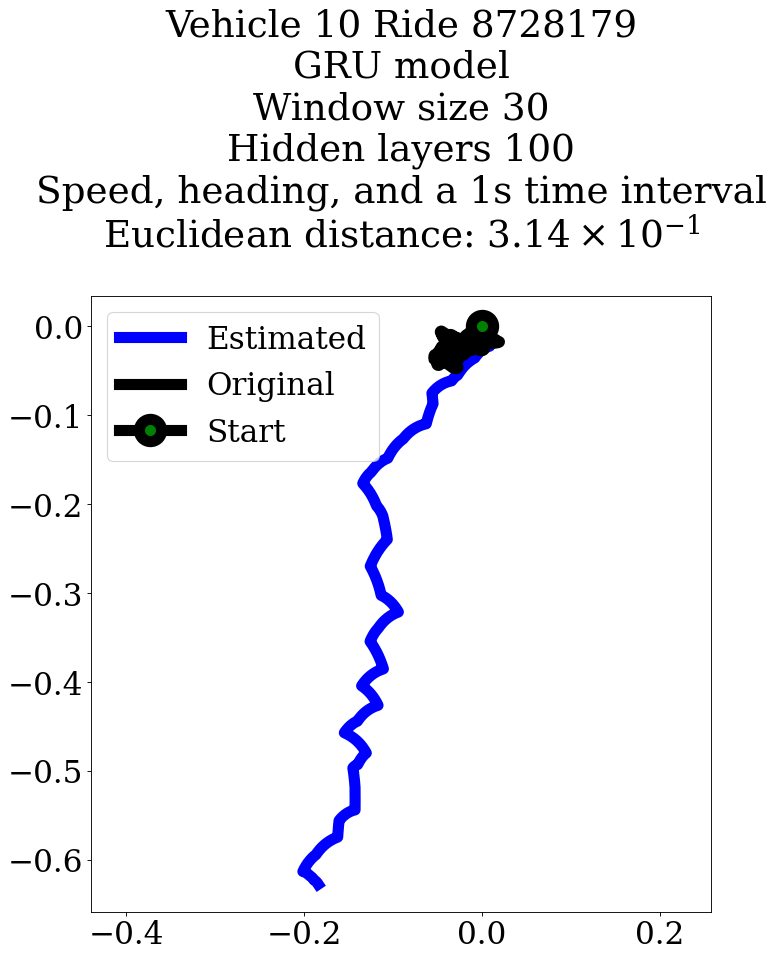 Vehicle 10 Ride 8728179
GRU model
Window size 30
Hidden layers 100
Speed, heading, and a 1s time interval
Euclidean distance: 3.14 × 10⁻¹
Estimated
Original
Start
0.0
−0.1
−0.2
−0.3
−0.4
−0.5
−0.6
−0.4 −0.2 0.0 0.2